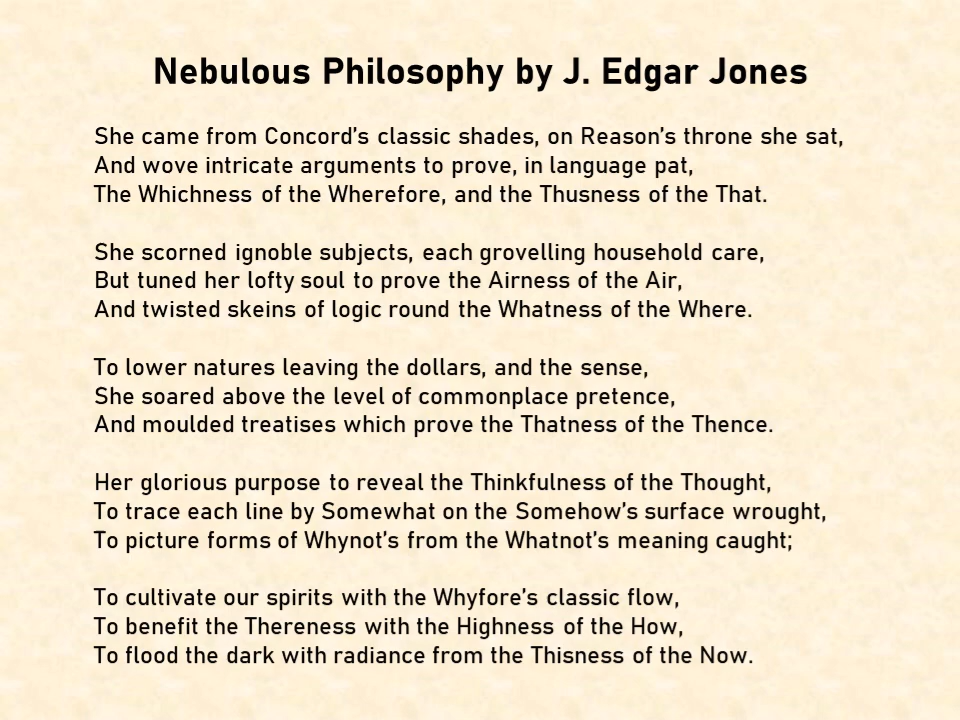 Nebulous Philosophy by J. Edgar Jones
She came from Concord's classic shades, on Reason's throne she sat,
And wove intricate arguments to prove, in language pat,
The Whichness of the Wherefore, and the Thusness of the That.
She scorned ignoble subjects, each grovelling household care,
But tuned her lofty soul to prove the Airness of the Air,
And twisted skeins of logic round the Whatness of the Where.
To lower natures leaving the dollars, and the sense,
She soared above the level of commonplace pretence,
And moulded treatises which prove the Thatness of the Thence.
Her glorious purpose to reveal the Thinkfulness of the Thought,
To trace each line by Somewhat on the Somehow's surface wrought,
To picture forms of Whynot's from the Whatnot's meaning caught;
To cultivate our spirits with the Whyfore's classic flow,
To benefit the Thereness with the Highness of the How,
To flood the dark with radiance from the Thisness of the Now.